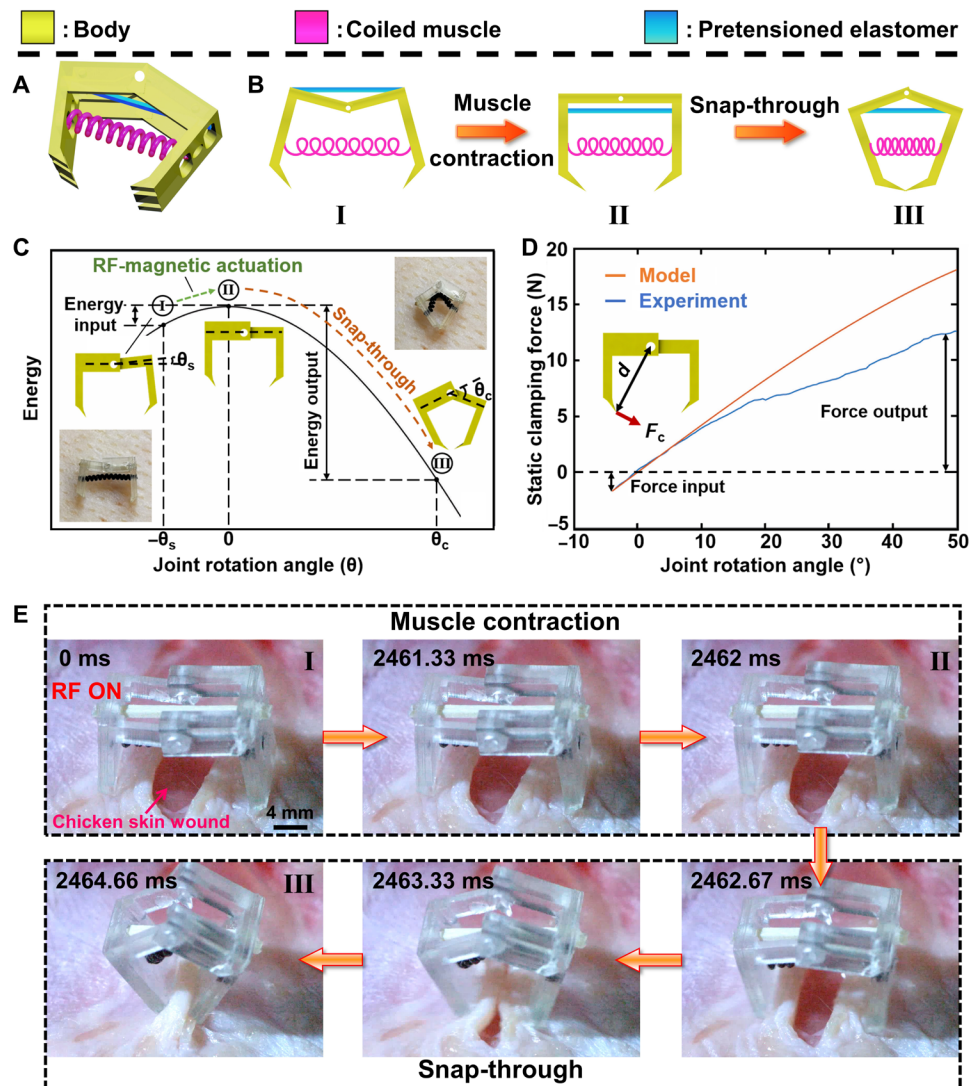 : Body
: Coiled muscle
: Pretensioned elastomer
A
B
Muscle
contraction
Snap-through
I
II
III
C
RF-magnetic actuation
Energy
input
I
II
θs
Snap-through
Energy output
θc
III
Energy
–θs
0
θc
Joint rotation angle (θ)
D
Static clamping force (N)
20
15
10
5
0
–5
Model
Experiment
d
Fc
Force output
Force input
–10
0
10
20
30
40
50
Joint rotation angle (°)
E
Muscle contraction
0 ms
I
RF ON
Chicken skin wound
4 mm
2461.33 ms
2462 ms
II
2464.66 ms
III
2463.33 ms
2462.67 ms
Snap-through